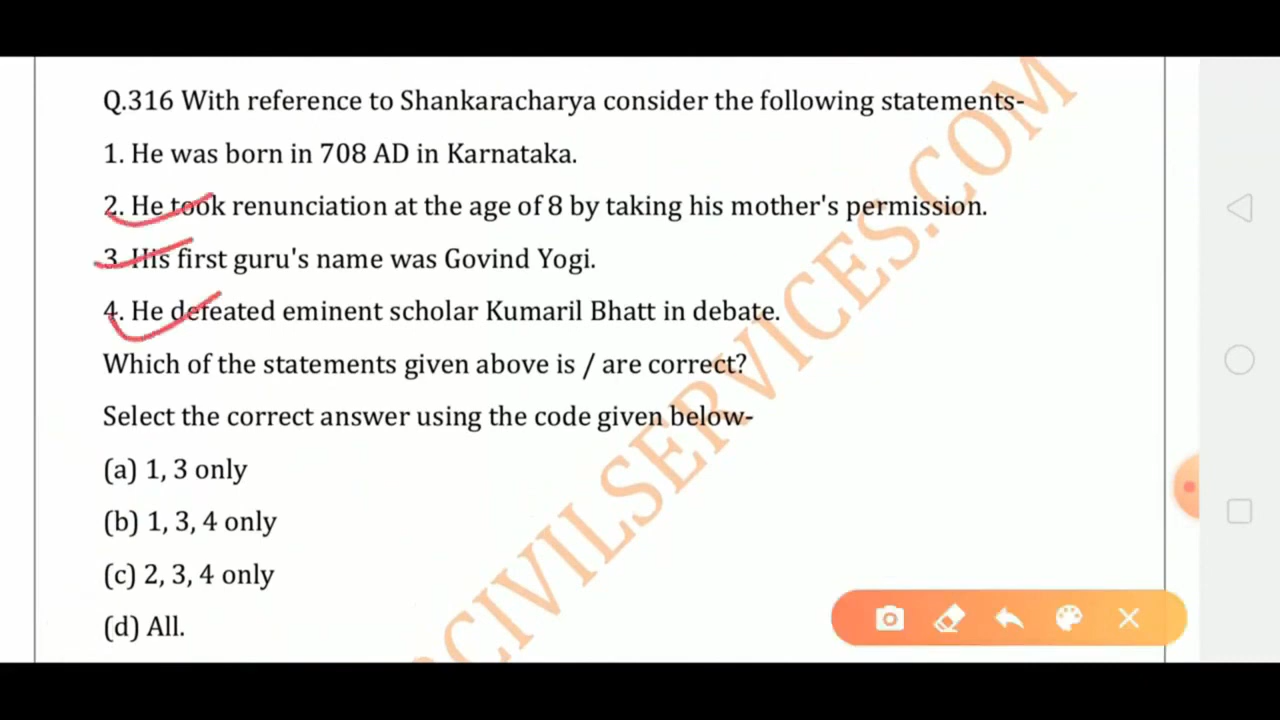 Q.316 With reference to Shankaracharya consider the following statements-
1. He was born in 708 AD in Karnataka.
2. He took renunciation at the age of 8 by taking his mother's permission.
3. His first guru's name was Govind Yogi.
4. He defeated eminent scholar Kumaril Bhatt in debate.
Which of the statements given above is / are correct?
Select the correct answer using the code given below-
(a) 1, 3 only
(b) 1, 3, 4 only
(c) 2, 3, 4 only
(d) All.
CIVILSERVICES.COM